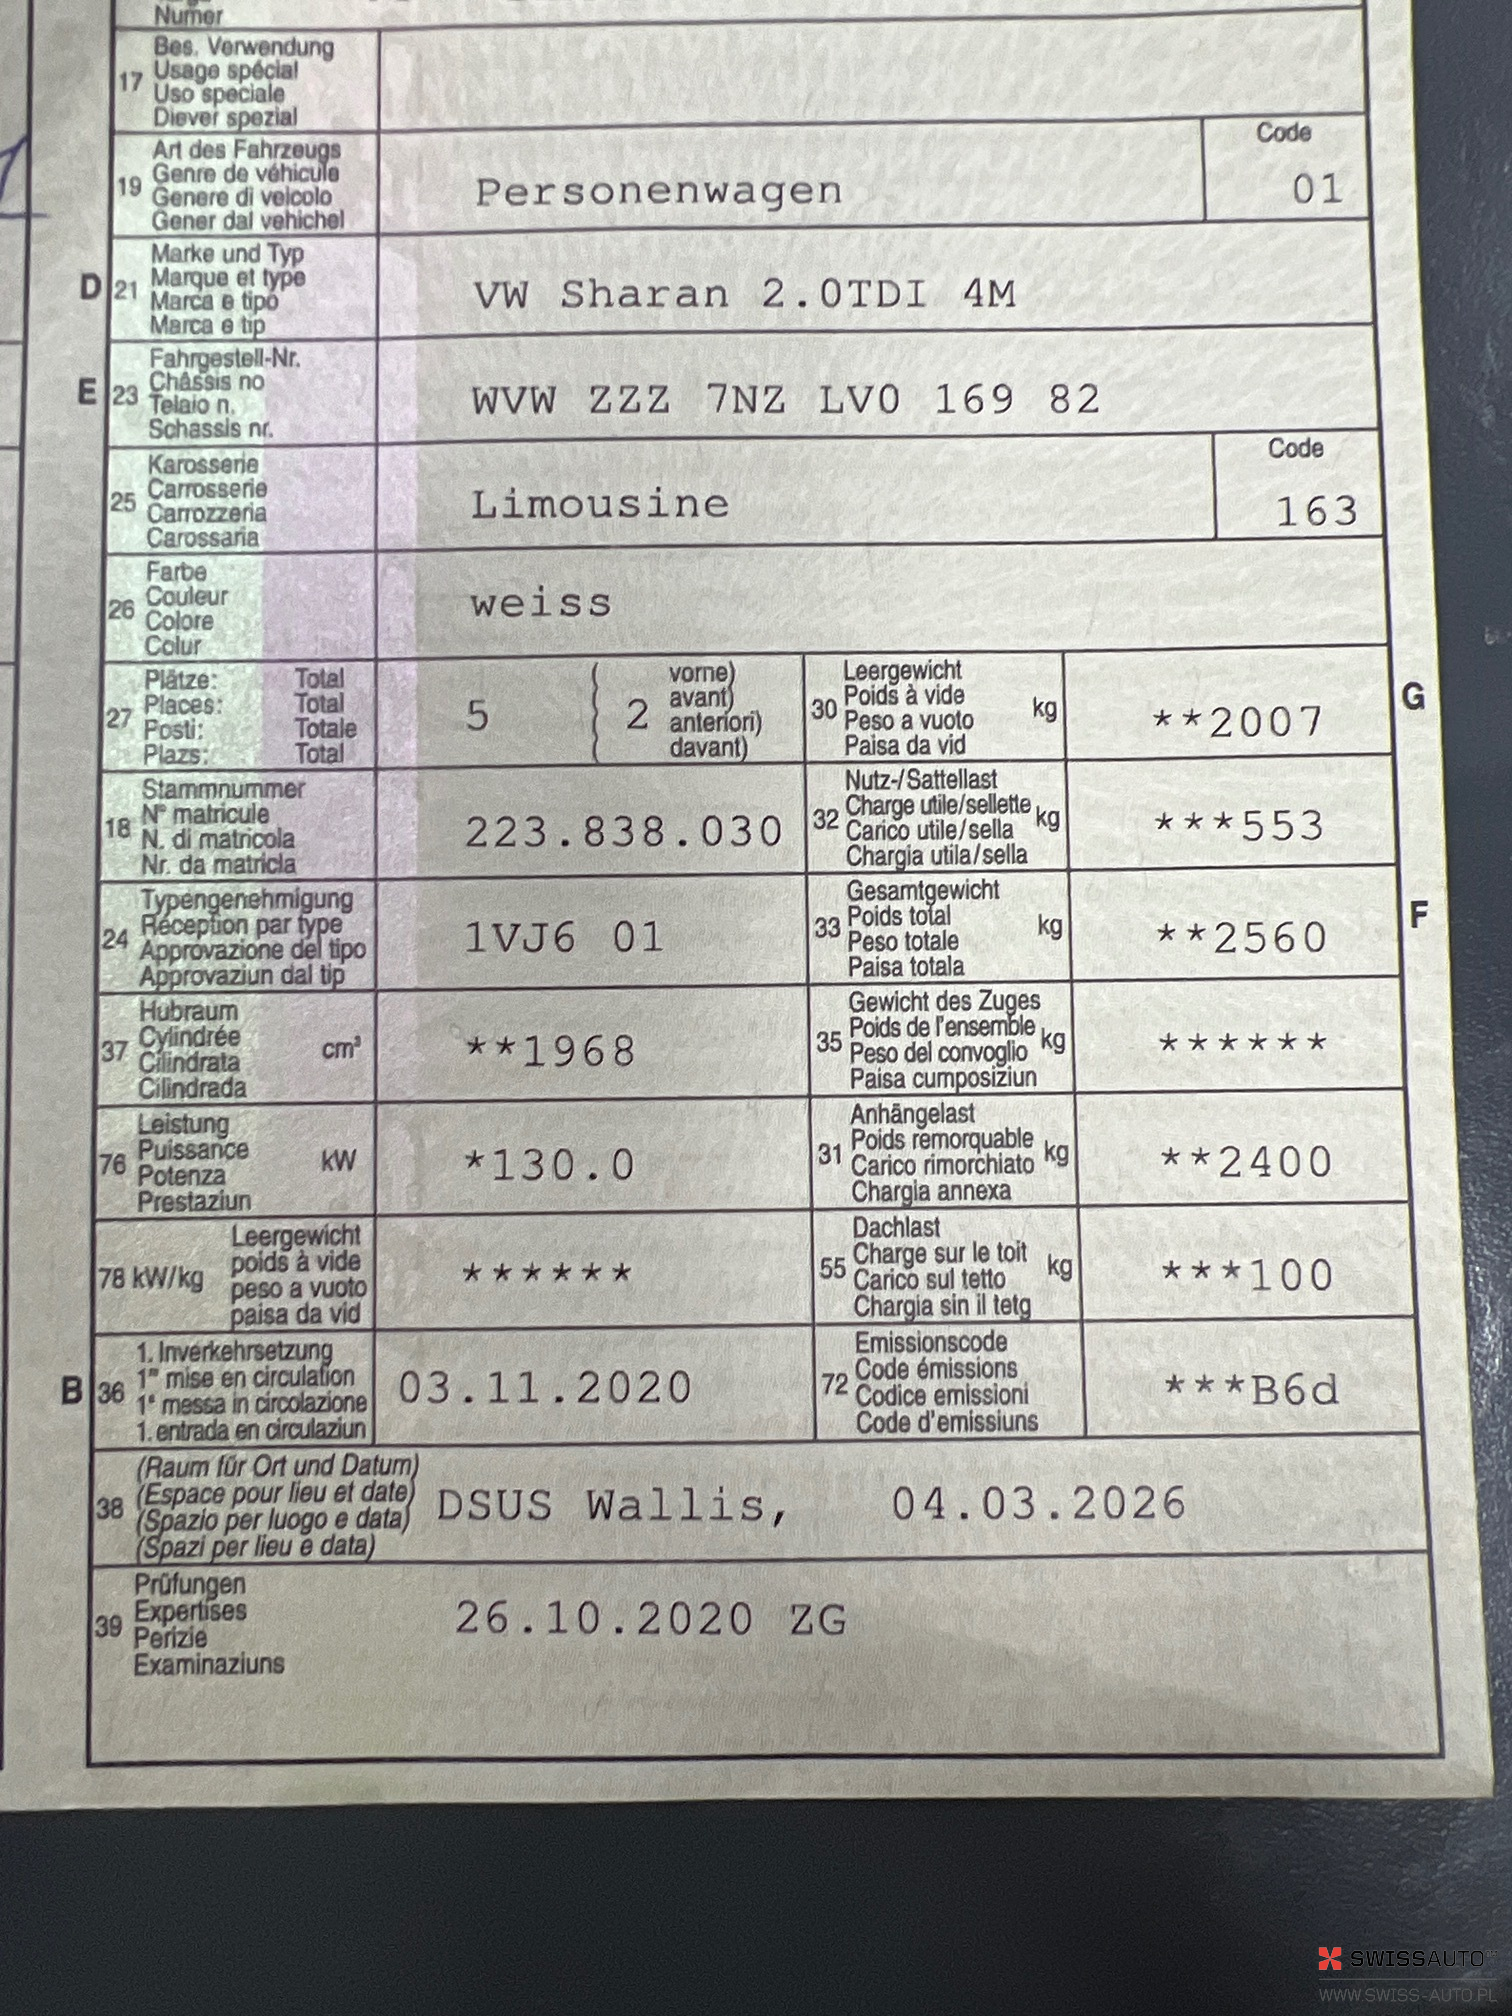 Numer
17 Bes. Verwendung
Usage spécial
Uso speciale
Diever spezial
19 Art des Fahrzeugs
Genre de véhicule
Genere di veicolo
Gener dal vehichel
Personenwagen
Code
01
D 21 Marke und Typ
Marque et type
Marca e tipo
Marca e tip
VW Sharan 2.0TDI 4M
E 23 Fahrgestell-Nr.
Châssis no
Telaio n.
Schassis nr.
WVW ZZZ 7NZ LV0 169 82
25 Karosserie
Carrosserie
Carrozzeria
Carossaria
Limousine
Code
163
26 Farbe
Couleur
Colore
Colur
weiss
27 Plätze: Total
Places: Total
Posti: Totale
Plazs: Total
5 ( 2 vorne)
avant)
anteriori)
davant)
30 Leergewicht
Poids à vide
Peso a vuoto
Paisa da vid
kg **2007 G
18 Stammnummer
N° matricule
N. di matricola
Nr. da matricla
223.838.030
32 Nutz-/Sattellast
Charge utile/sellette
Carico utile/sella
Chargia utila/sella
kg ***553
24 Typengenehmigung
Réception par type
Approvazione del tipo
Approvaziun dal tip
1VJ6 01
33 Gesamtgewicht
Poids total
Peso totale
Paisa totala
kg **2560 F
37 Hubraum
Cylindrée
Cilindrata
Cilindrada
cm³ **1968
35 Gewicht des Zuges
Poids de l'ensemble
Peso del convoglio
Paisa cumposiziun
kg ******
76 Leistung
Puissance
Potenza
Prestaziun
kW *130.0
31 Anhängelast
Poids remorquable
Carico rimorchiato
Chargia annexa
kg **2400
78 kW/kg Leergewicht
poids à vide
peso a vuoto
paisa da vid
******
55 Dachlast
Charge sur le toit
Carico sul tetto
Chargia sin il tetg
kg ***100
B 36 1. Inverkehrsetzung
1re mise en circulation
1a messa in circolazione
1. entrada en circulaziun
03.11.2020
72 Emissionscode
Code émissions
Codice emissioni
Code d'emissiuns
***B6d
38 (Raum für Ort und Datum)
(Espace pour lieu et date)
(Spazio per luogo e data)
(Spazi per lieu e data)
DSUS Wallis, 04.03.2026
39 Prüfungen
Expertises
Perizie
Examinaziuns
26.10.2020 ZG
SWISSAUTO
WWW.SWISS-AUTO.PL